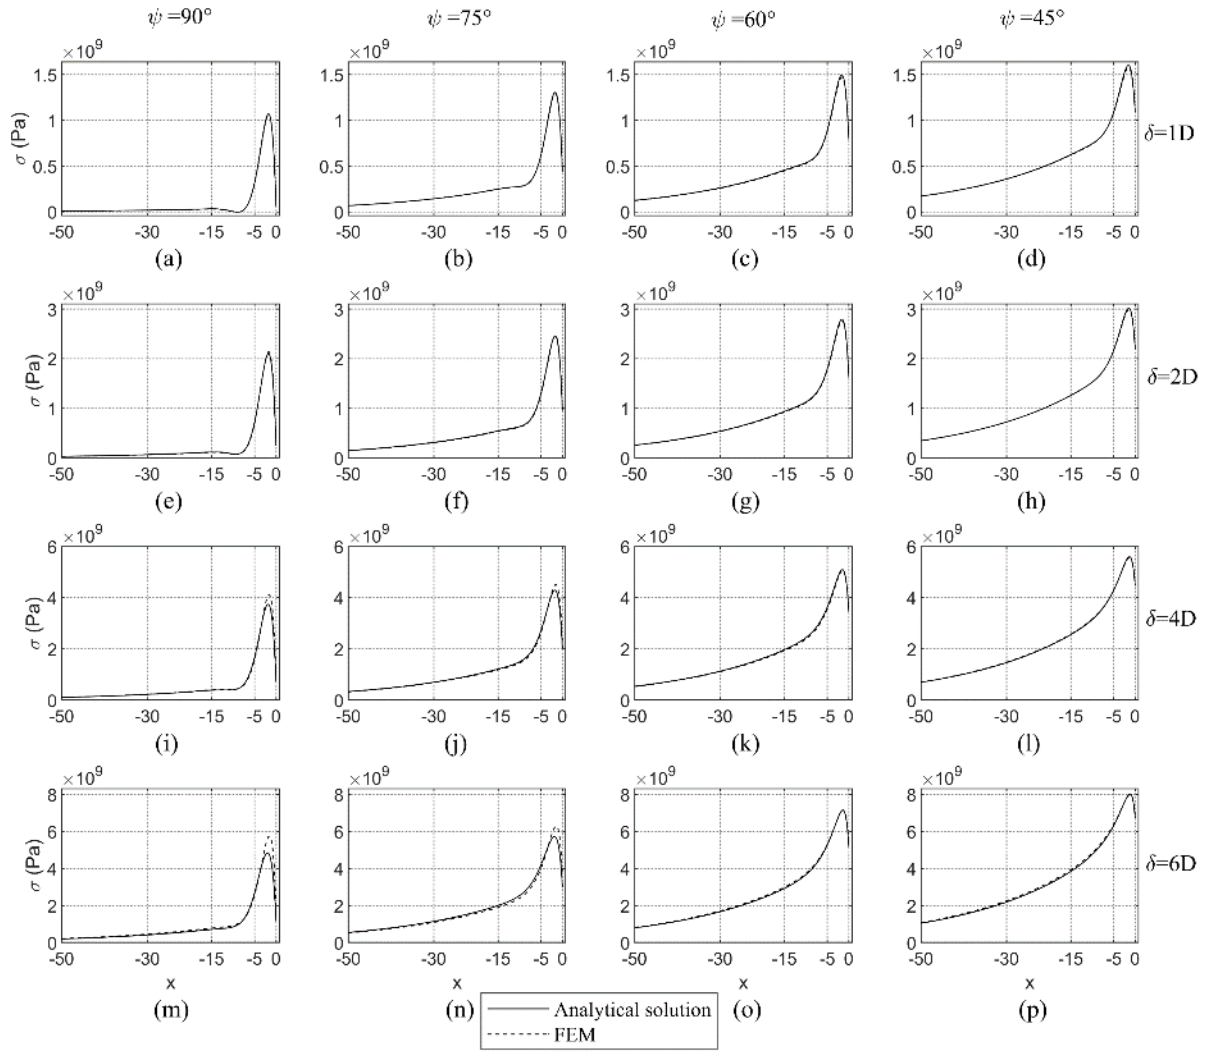 ψ =90° ψ =75° ψ =60° ψ =45°
×10⁹ ×10⁹ ×10⁹ ×10⁹
1.5 1.5 1.5 1.5
1 1 1 1
σ (Pa) δ=1D
0.5 0.5 0.5 0.5
0 0 0 0
-50 -30 -15 -5 0 -50 -30 -15 -5 0 -50 -30 -15 -5 0 -50 -30 -15 -5 0
(a) (b) (c) (d)
×10⁹ ×10⁹ ×10⁹ ×10⁹
3 3 3 3
2 2 2 2
σ (Pa) δ=2D
1 1 1 1
0 0 0 0
-50 -30 -15 -5 0 -50 -30 -15 -5 0 -50 -30 -15 -5 0 -50 -30 -15 -5 0
(e) (f) (g) (h)
×10⁹ ×10⁹ ×10⁹ ×10⁹
6 6 6 6
4 4 4 4
σ (Pa) δ=4D
2 2 2 2
0 0 0 0
-50 -30 -15 -5 0 -50 -30 -15 -5 0 -50 -30 -15 -5 0 -50 -30 -15 -5 0
(i) (j) (k) (l)
×10⁹ ×10⁹ ×10⁹ ×10⁹
8 8 8 8
6 6 6 6
σ (Pa) δ=6D
4 4 4 4
2 2 2 2
0 0 0 0
-50 -30 -15 -5 0 -50 -30 -15 -5 0 -50 -30 -15 -5 0 -50 -30 -15 -5 0
x x x x
(m) (n) (o) (p)
Analytical solution
FEM